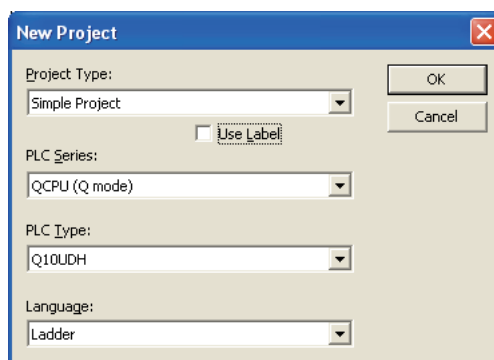 New Project
Project Type:
OK
Simple Project
Cancel
Use Label
PLC Series:
QCPU (Q mode)
PLC Type:
Q10UDH
Language:
Ladder